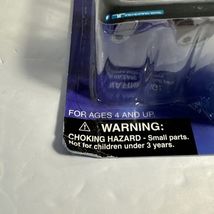 FOR AGES 4 AND UP
⚠ WARNING:
CHOKING HAZARD - Small parts.
Not for children under 3 years.